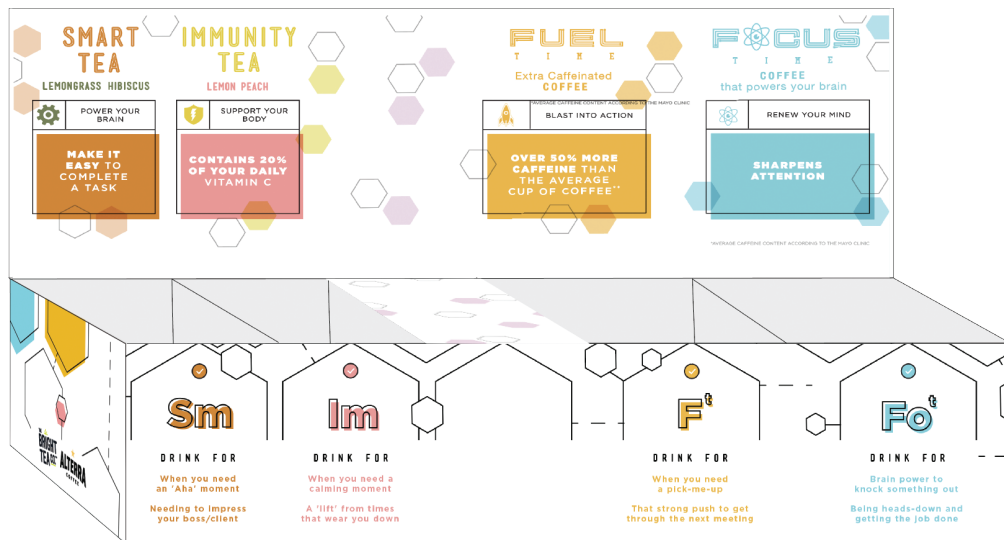 SMART
TEA
LEMONGRASS HIBISCUS
POWER YOUR
BRAIN
MAKE IT
EASY TO
COMPLETE
A TASK
IMMUNITY
TEA
LEMON PEACH
SUPPORT YOUR
BODY
CONTAINS 20%
OF YOUR DAILY
VITAMIN C
FUEL
TIME
Extra Caffeinated
COFFEE
*AVERAGE CAFFEINE CONTENT ACCORDING TO THE MAYO CLINIC
BLAST INTO ACTION
OVER 50% MORE
CAFFEINE THAN
THE AVERAGE
CUP OF COFFEE**
FOCUS
TIME
COFFEE
that powers your brain
RENEW YOUR MIND
SHARPENS
ATTENTION
*AVERAGE CAFFEINE CONTENT ACCORDING TO THE MAYO CLINIC
THE
BRIGHT
TEA CO
ALTERRA
COFFEE
Sm
DRINK FOR
When you need
an 'Aha' moment
Needing to impress
your boss/client
Im
DRINK FOR
When you need a
calming moment
A 'lift' from times
that wear you down
Ft
DRINK FOR
When you need
a pick-me-up
That strong push to get
through the next meeting
Fot
DRINK FOR
Brain power to
knock something out
Being heads-down and
getting the job done